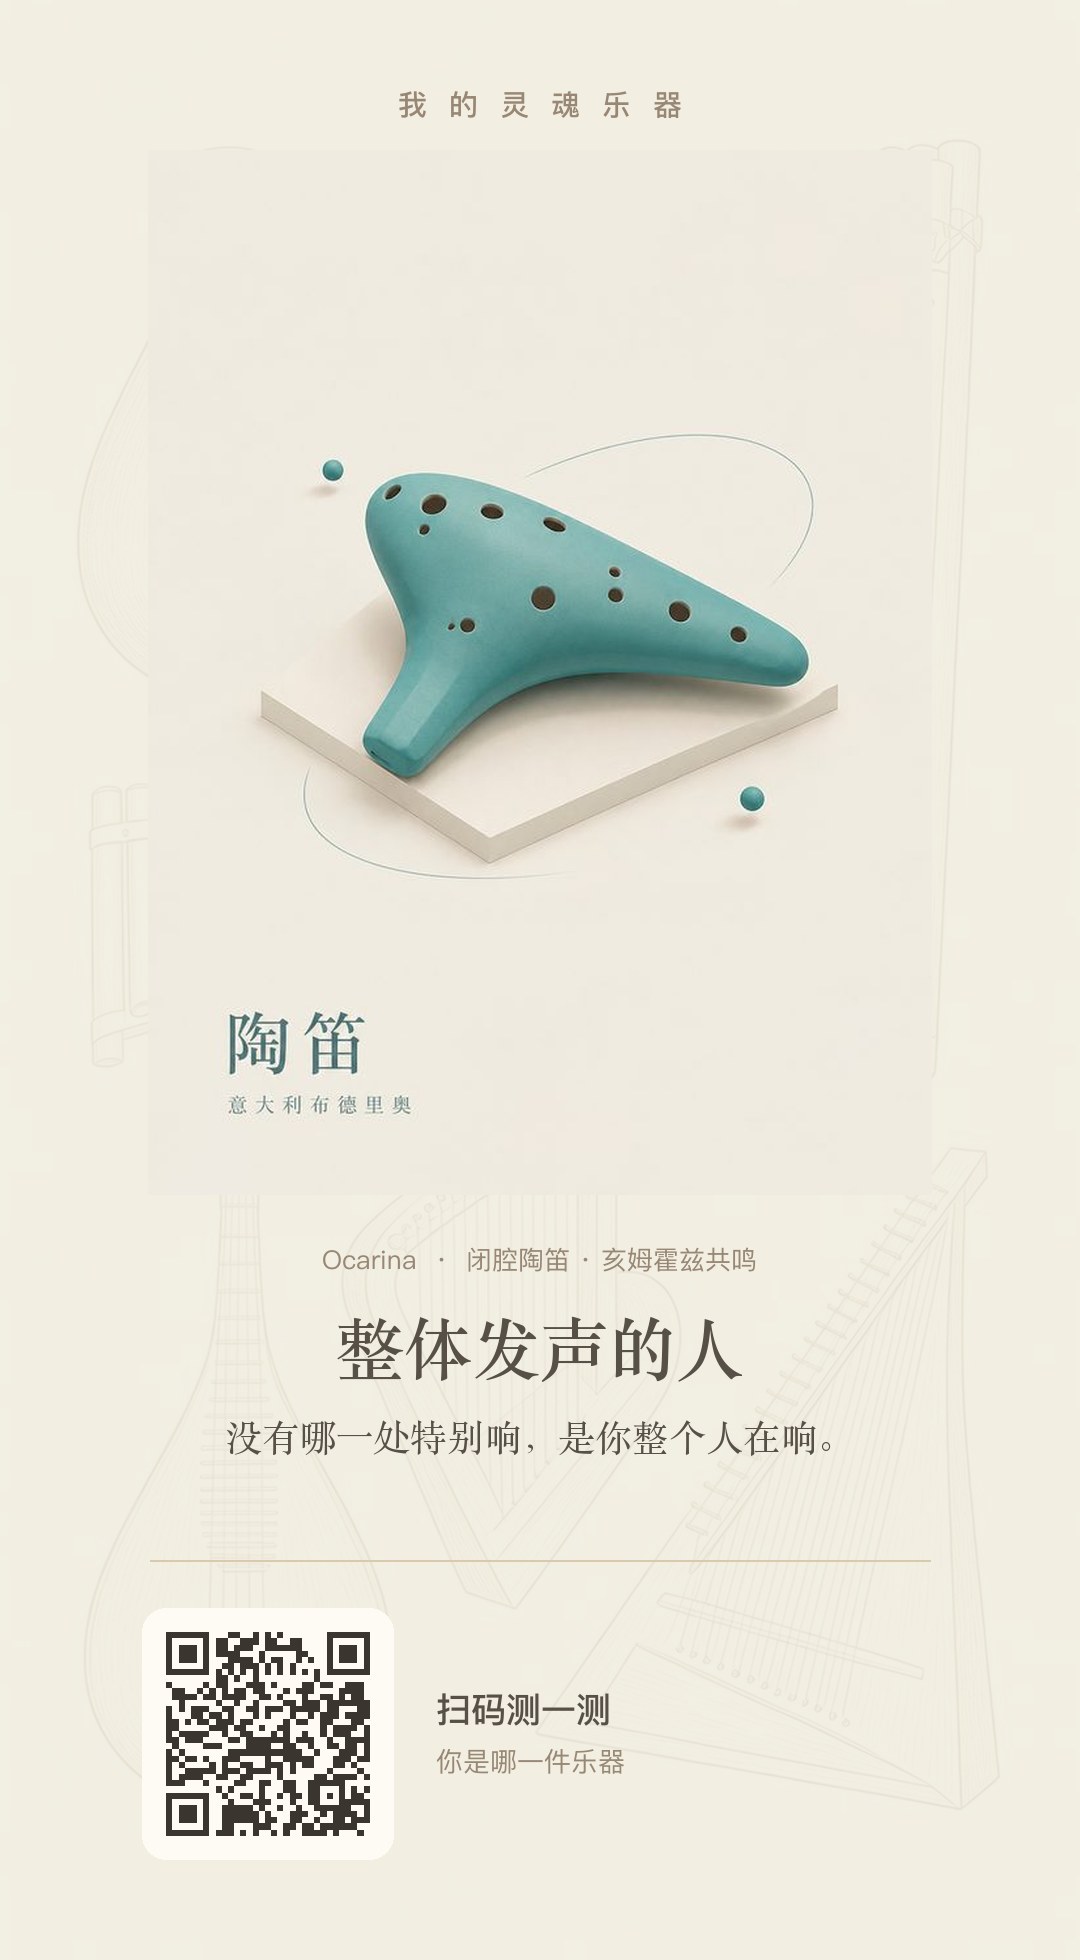 我的灵魂乐器
陶笛
意大利布德里奥
Ocarina · 闭腔陶笛 · 亥姆霍兹共鸣
整体发声的人
没有哪一处特别响，是你整个人在响。
扫码测一测
你是哪一件乐器